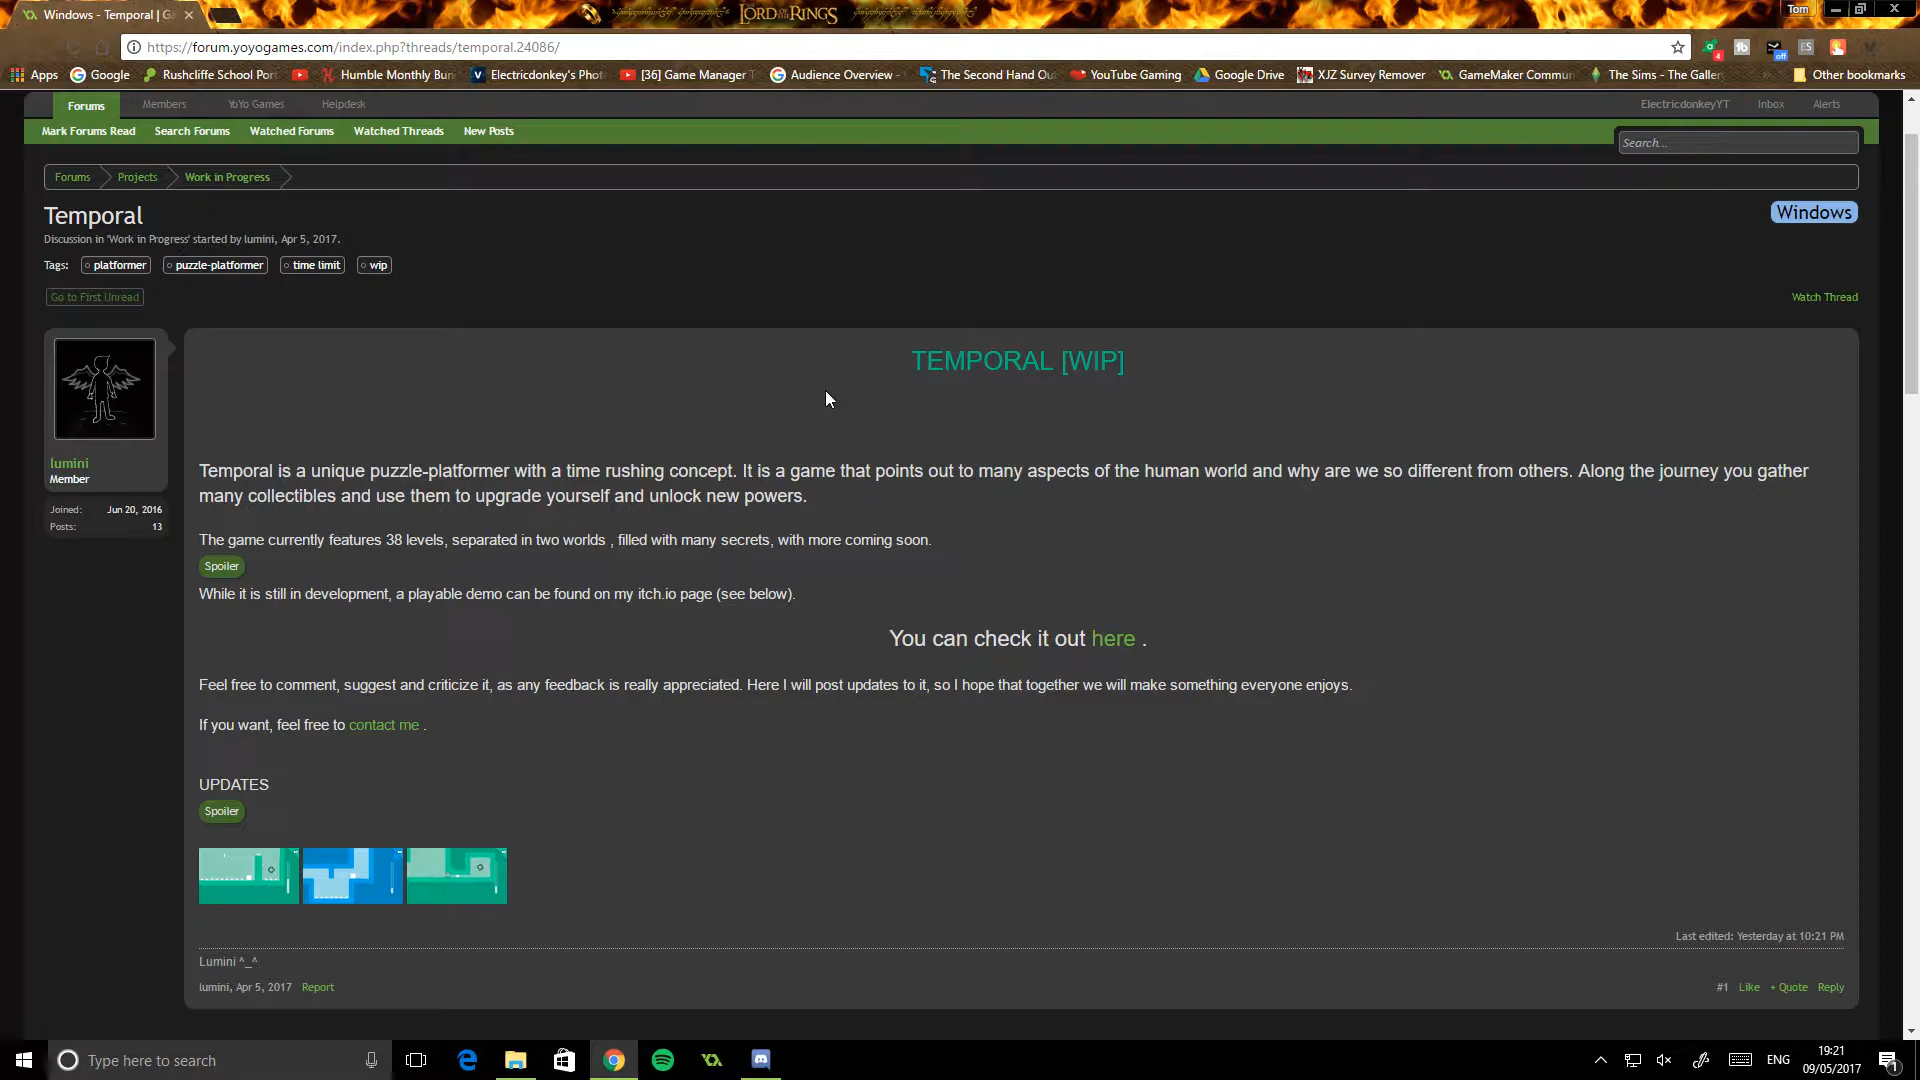 Windows - Temporal | Ga
THE LORD OF THE RINGS
Tom
https://forum.yoyogames.com/index.php?threads/temporal.24086/
Apps
Google
Rushcliffe School Por
Humble Monthly Bun
Electricdonkey's Phot
[36] Game Manager T
Audience Overview -
The Second Hand Ou
YouTube Gaming
Google Drive
XJZ Survey Remover
GameMaker Commun
The Sims - The Galler
Other bookmarks
Forums
Members
YoYo Games
Helpdesk
ElectricdonkeyYT
Inbox
Alerts
Mark Forums Read
Search Forums
Watched Forums
Watched Threads
New Posts
Search...
Forums
Projects
Work in Progress
Temporal
Windows
Discussion in 'Work in Progress' started by lumini, Apr 5, 2017.
Tags: platformer puzzle-platformer time limit wip
Go to First Unread
Watch Thread
lumini
Member
Joined: Jun 20, 2016
Posts: 13
TEMPORAL [WIP]
Temporal is a unique puzzle-platformer with a time rushing concept. It is a game that points out to many aspects of the human world and why are we so different from others. Along the journey you gather
many collectibles and use them to upgrade yourself and unlock new powers.
The game currently features 38 levels, separated in two worlds , filled with many secrets, with more coming soon.
Spoiler
While it is still in development, a playable demo can be found on my itch.io page (see below).
You can check it out here .
Feel free to comment, suggest and criticize it, as any feedback is really appreciated. Here I will post updates to it, so I hope that together we will make something everyone enjoys.
If you want, feel free to contact me .
UPDATES
Spoiler
Last edited: Yesterday at 10:21 PM
Lumini ^_^
lumini, Apr 5, 2017 Report
#1 Like + Quote Reply
Type here to search
ENG
19:21
09/05/2017